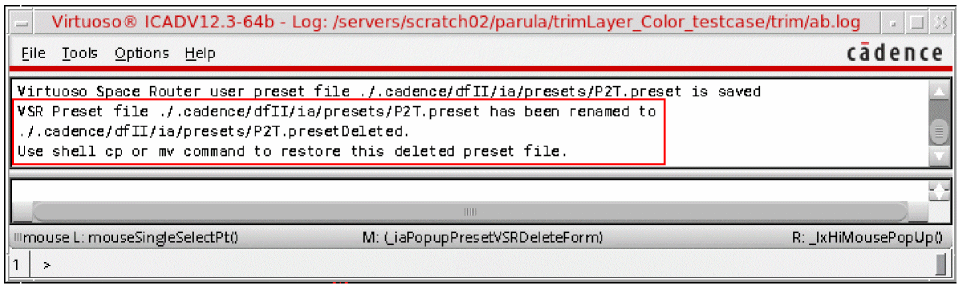 Virtuoso® ICADV12.3-64b - Log: /servers/scratch02/parula/trimLayer_Color_testcase/trim/ab.log
File Tools Options Help
cādence
Virtuoso Space Router user preset file ./.cadence/dfII/ia/presets/P2T.preset is saved
VSR Preset file ./.cadence/dfII/ia/presets/P2T.preset has been renamed to
./.cadence/dfII/ia/presets/P2T.presetDeleted.
Use shell cp or mv command to restore this deleted preset file.
mouse L: mouseSingleSelectPt() M: (_iaPopupPresetVSRDeleteForm) R: _lxHiMousePopUp()
1 >